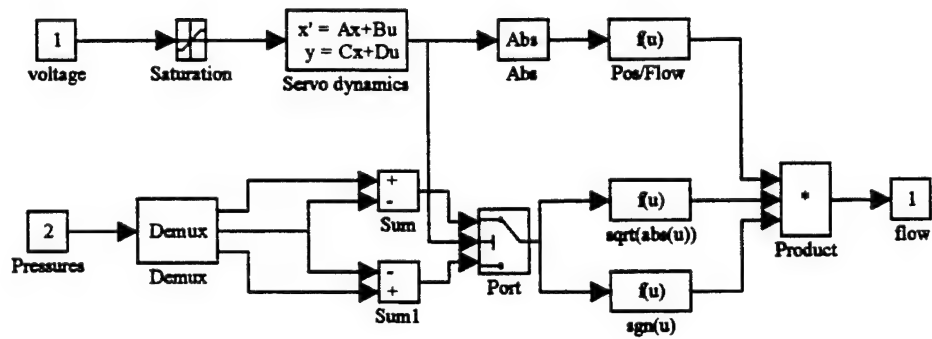 1
voltage
Saturation
x' = Ax+Bu
y = Cx+Du
Servo dynamics
Abs
Abs
f(u)
Pos/Flow
2
Pressures
Demux
Demux
+
-
Sum
-
+
Sum1
Port
f(u)
sqrt(abs(u))
f(u)
sgn(u)
*
Product
1
flow